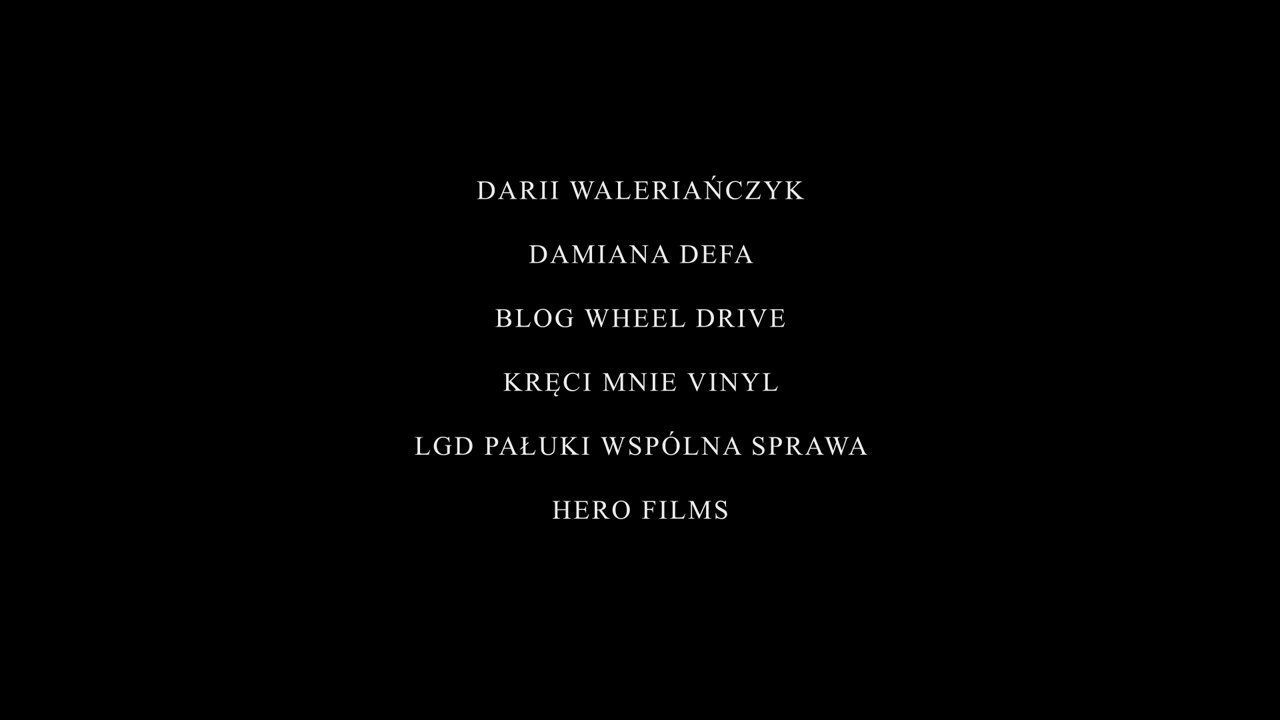 DARII WALERIAŃCZYK
DAMIANA DEFA
BLOG WHEEL DRIVE
KRĘCI MNIE VINYL
LGD PAŁUKI WSPÓLNA SPRAWA
HERO FILMS